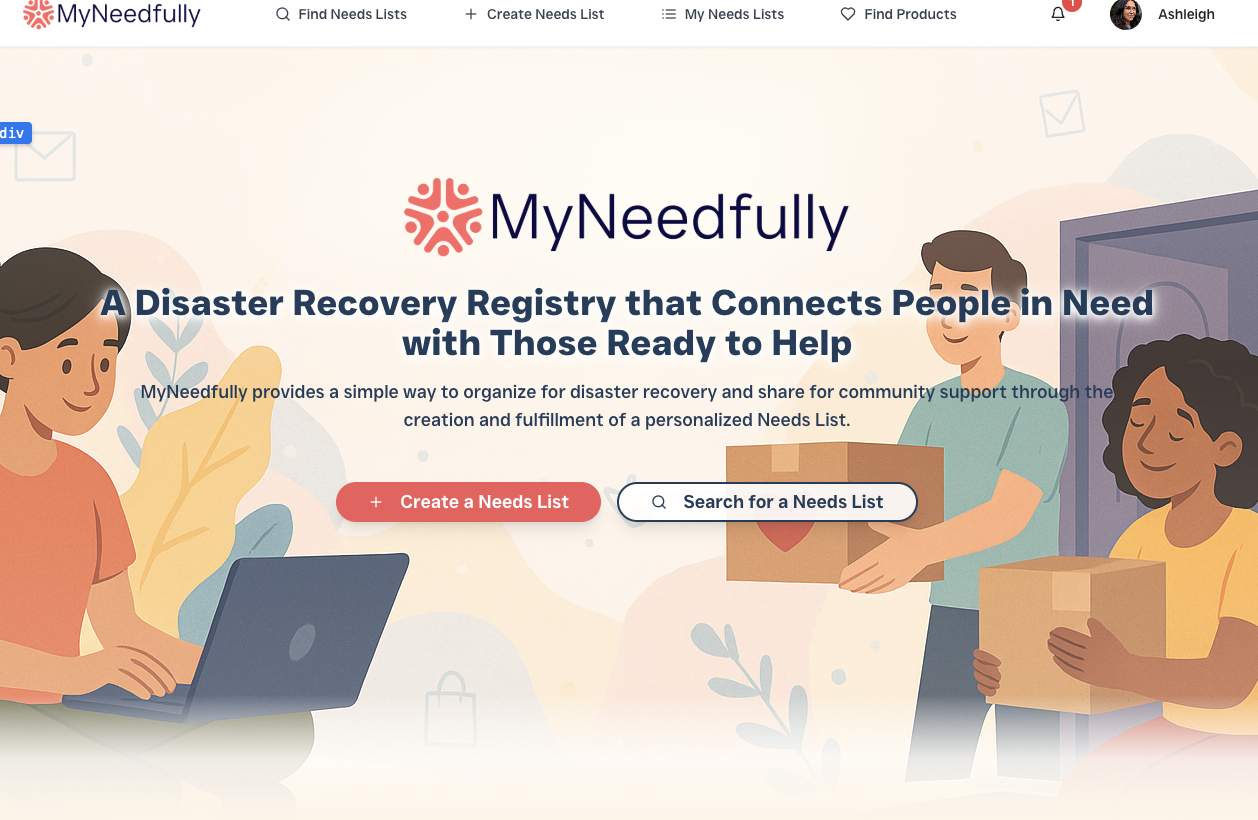 MyNeedfully
Find Needs Lists
Create Needs List
My Needs Lists
Find Products
1
Ashleigh
div
MyNeedfully
A Disaster Recovery Registry that Connects People in Need
with Those Ready to Help
MyNeedfully provides a simple way to organize for disaster recovery and share for community support through the
creation and fulfillment of a personalized Needs List.
Create a Needs List
Search for a Needs List